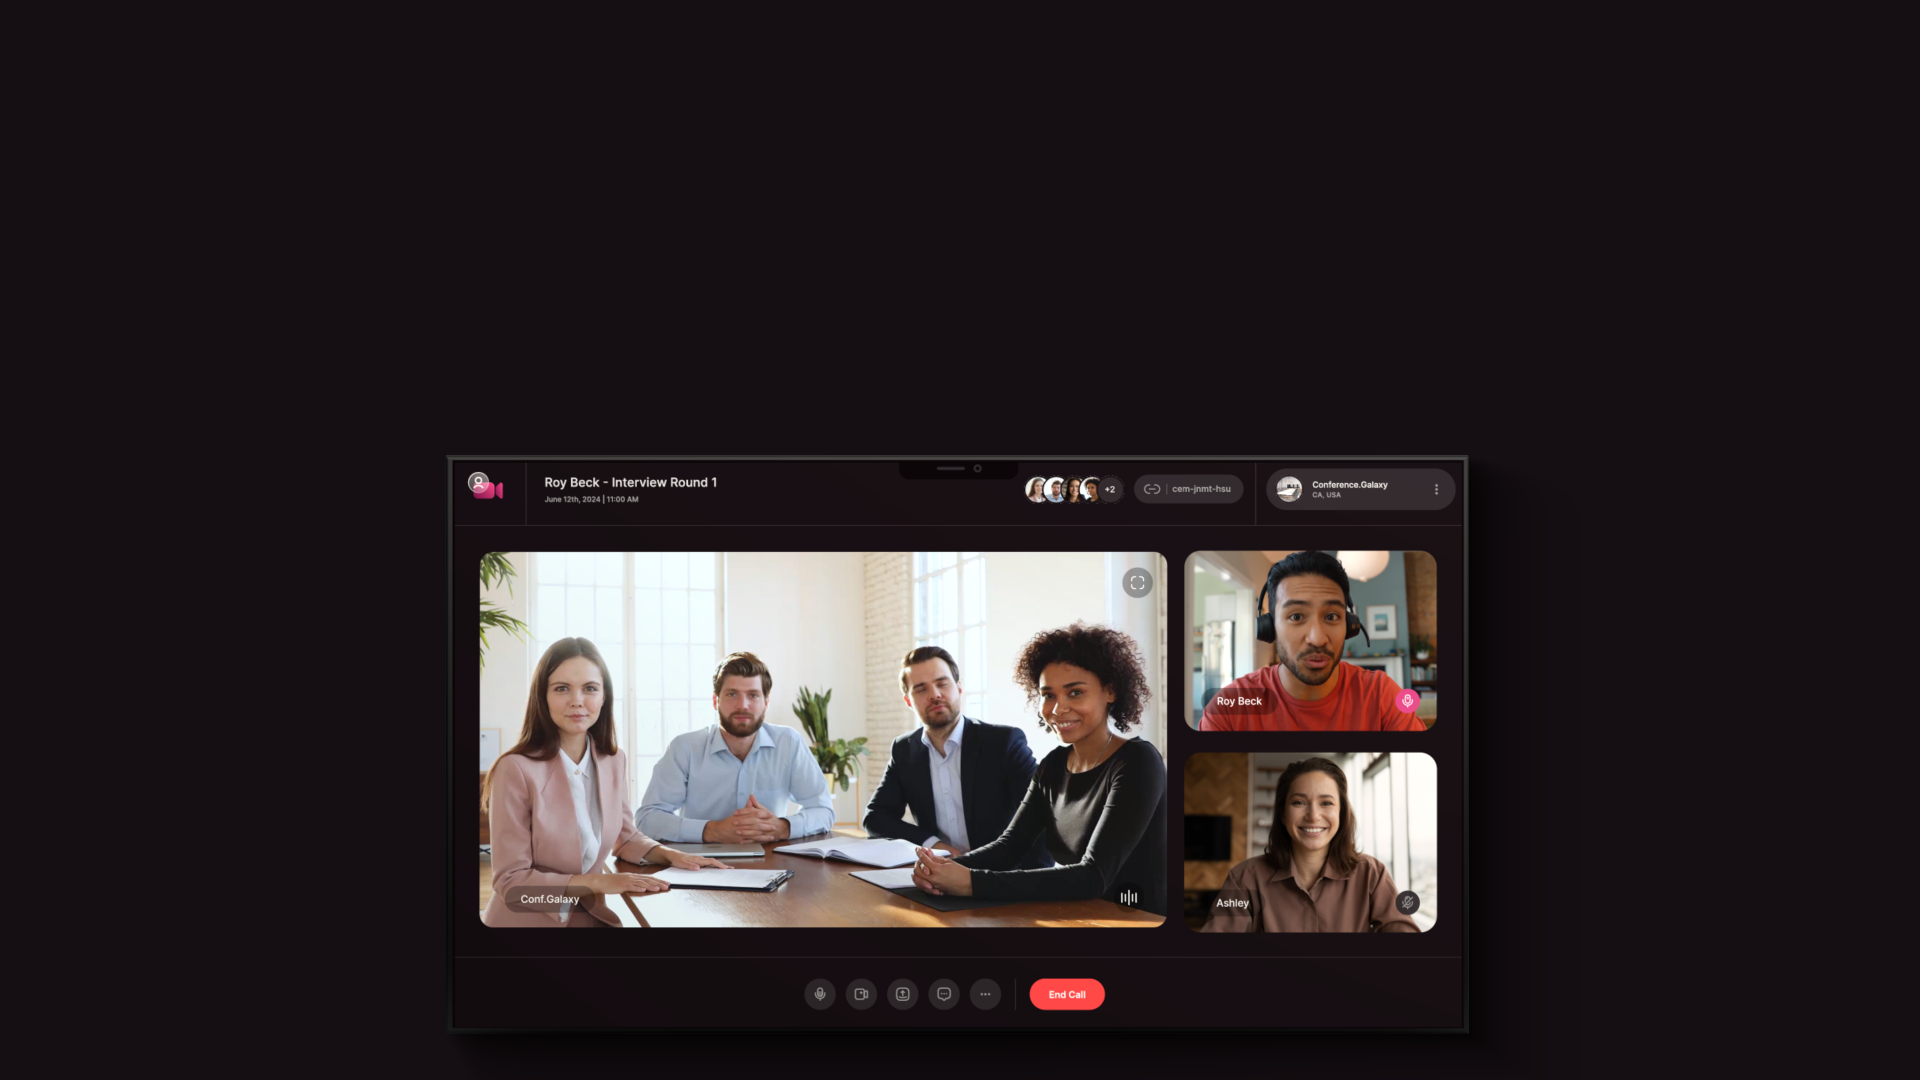 Roy Beck - Interview Round 1
June 12th, 2024 | 11:00 AM
+2
cem-jnmt-hsu
Conference.Galaxy
CA, USA
Roy Beck
Conf.Galaxy
Ashley
End Call